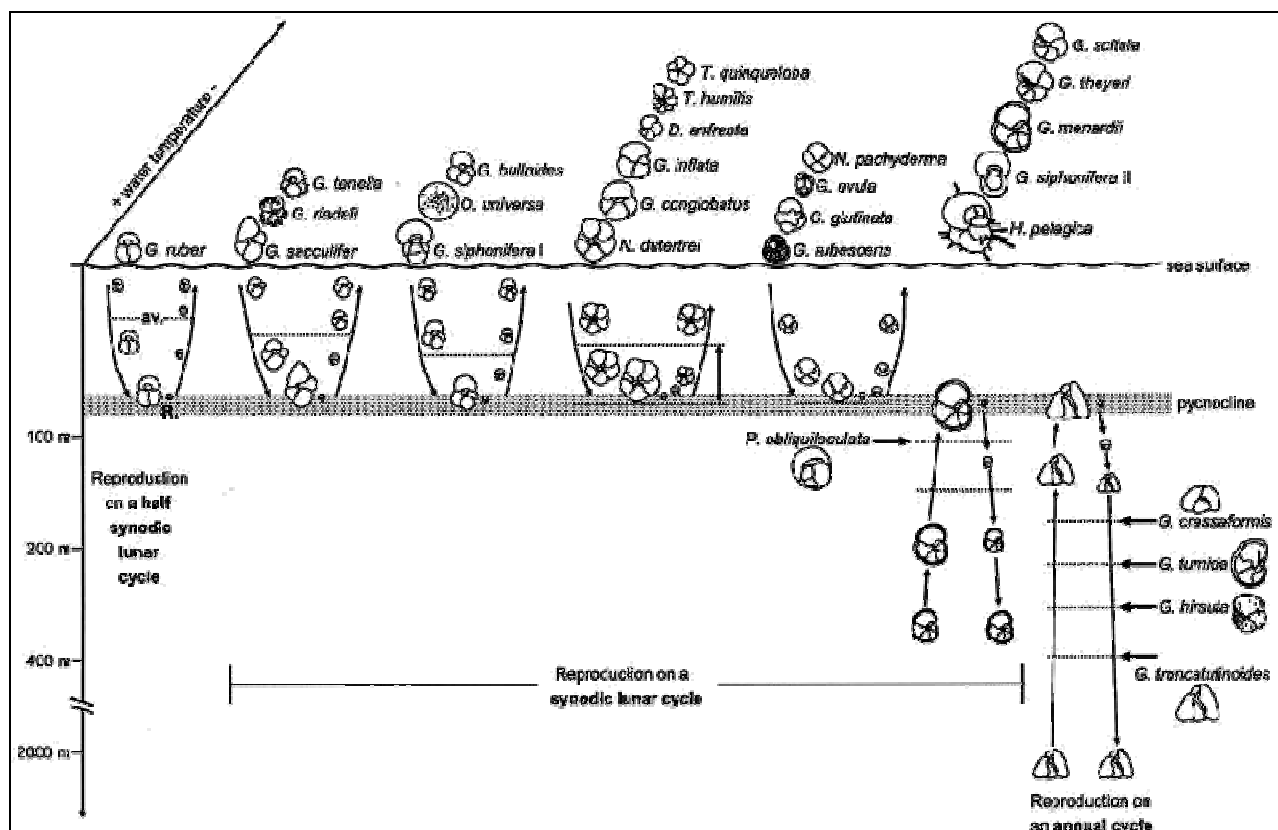 + water temperature -
G. scitula
G. theyeri
G. menardii
G. siphonifera II
H. pelagica
T. quinqueloba
T. humilis
D. anfracta
G. inflata
G. conglobatus
N. dutertrei
N. pachyderma
G. uvula
C. glutinata
G. rubescens
G. bulloides
O. universa
G. siphonifera I
G. tenella
G. riedeli
G. sacculifer
G. ruber
sea surface
av.
R.
pycnocline
100 m
P. obliquiloculata
Reproduction
on a half
synodic
lunar
cycle
G. crassaformis
200 m
G. tumida
G. hirsuta
400 m
G. truncatulinoides
Reproduction on a
synodic lunar cycle
2000 m
Reproduction on
an annual cycle